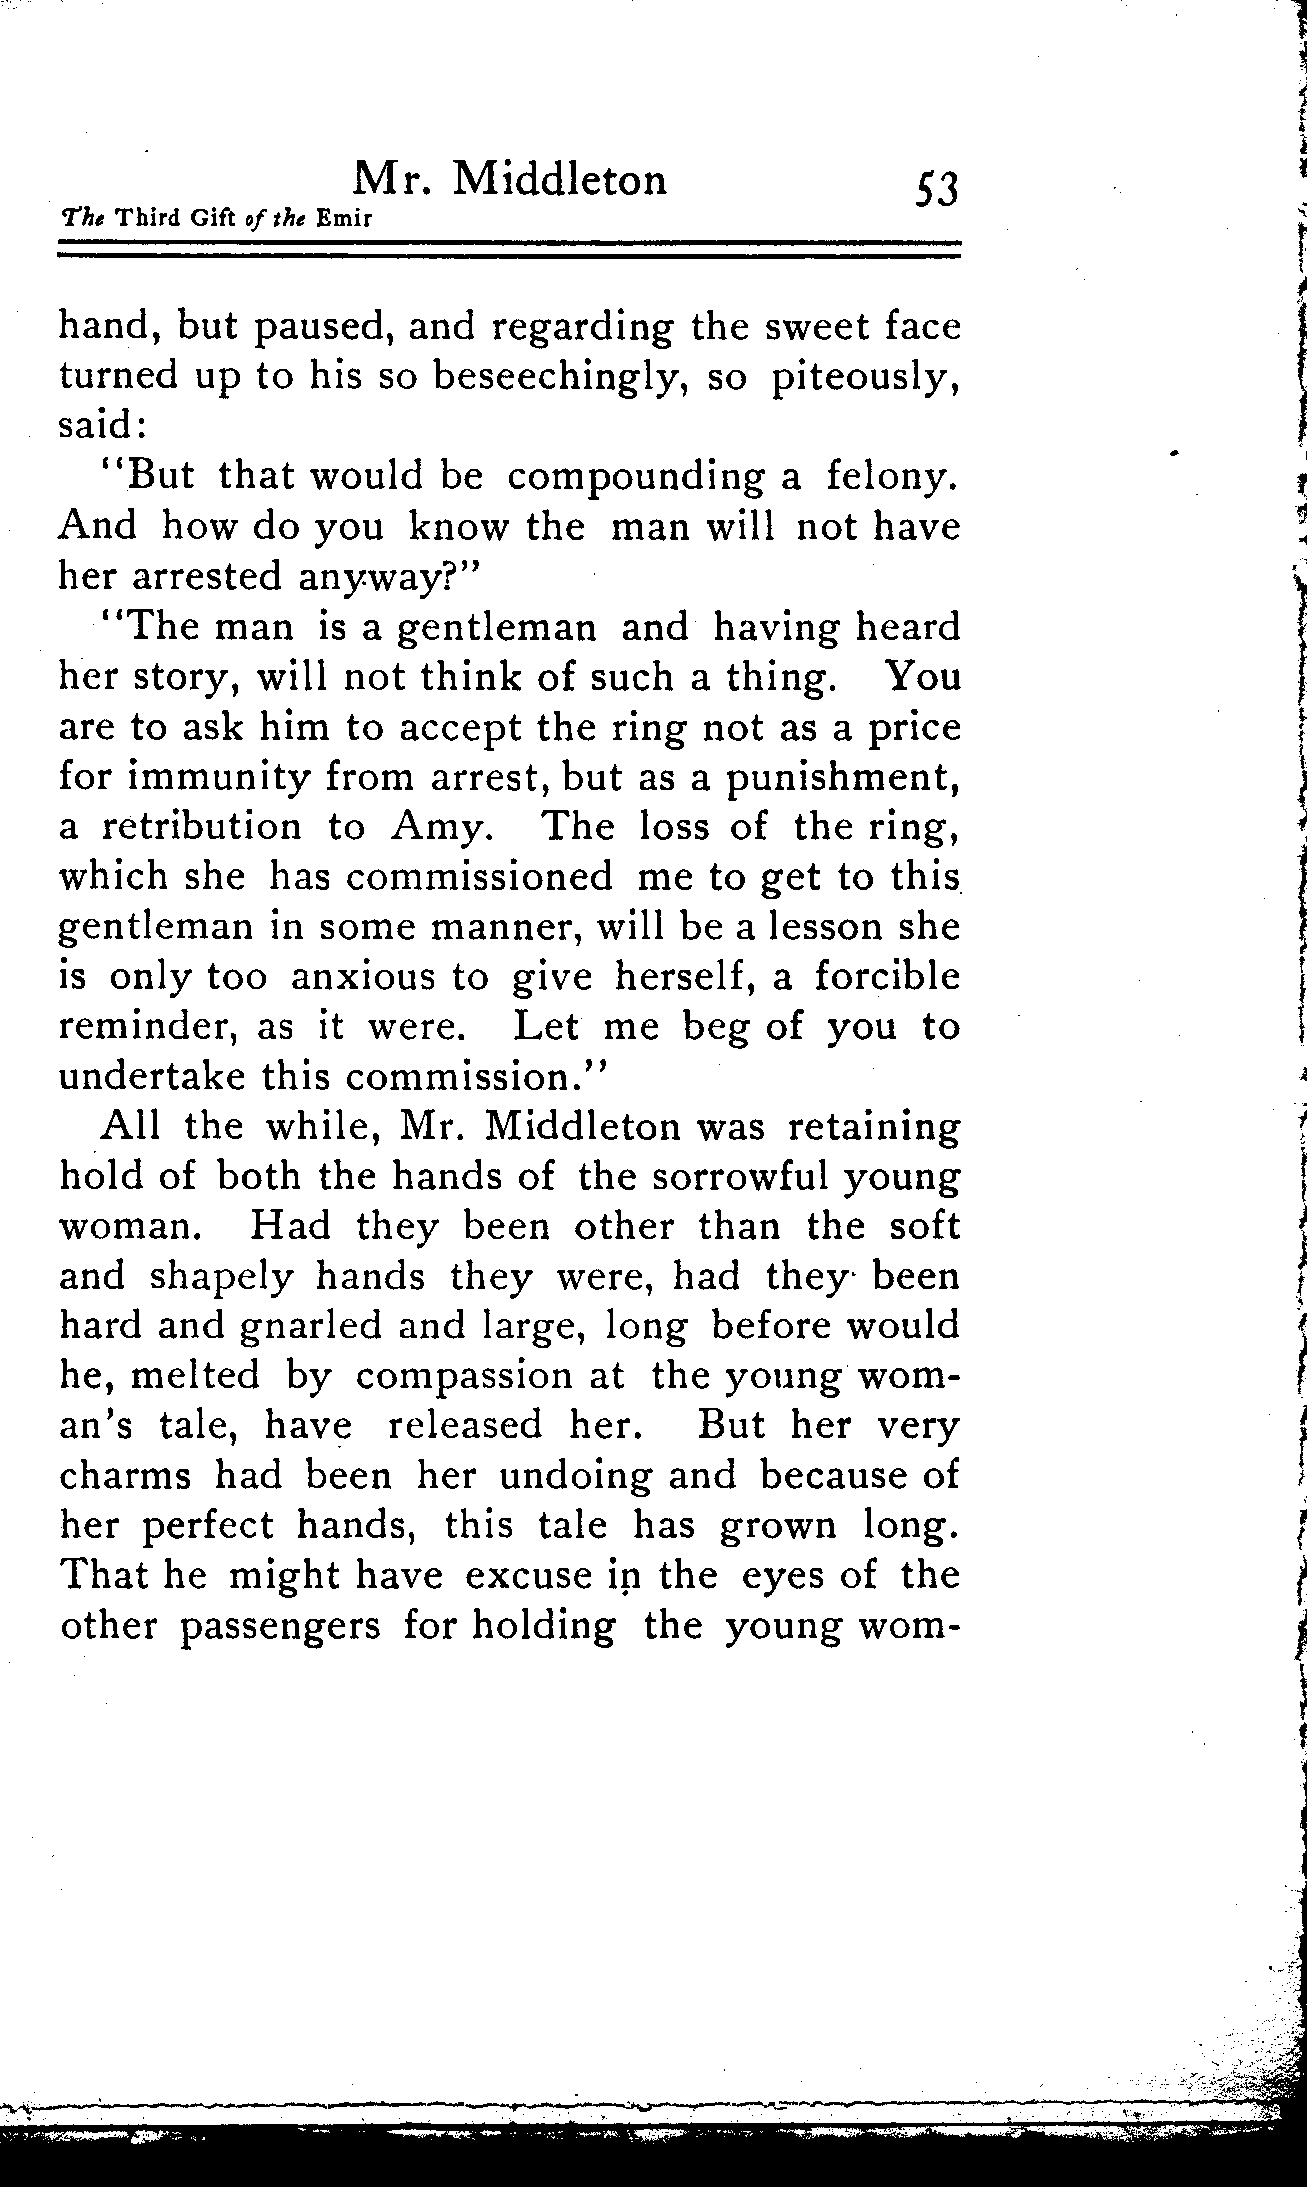 Mr. Middleton 53
The Third Gift of the Emir
hand, but paused, and regarding the sweet face
turned up to his so beseechingly, so piteously,
said:
"But that would be compounding a felony.
And how do you know the man will not have
her arrested anyway?"
"The man is a gentleman and having heard
her story, will not think of such a thing. You
are to ask him to accept the ring not as a price
for immunity from arrest, but as a punishment,
a retribution to Amy. The loss of the ring,
which she has commissioned me to get to this
gentleman in some manner, will be a lesson she
is only too anxious to give herself, a forcible
reminder, as it were. Let me beg of you to
undertake this commission."
All the while, Mr. Middleton was retaining
hold of both the hands of the sorrowful young
woman. Had they been other than the soft
and shapely hands they were, had they been
hard and gnarled and large, long before would
he, melted by compassion at the young wom-
an's tale, have released her. But her very
charms had been her undoing and because of
her perfect hands, this tale has grown long.
That he might have excuse in the eyes of the
other passengers for holding the young wom-